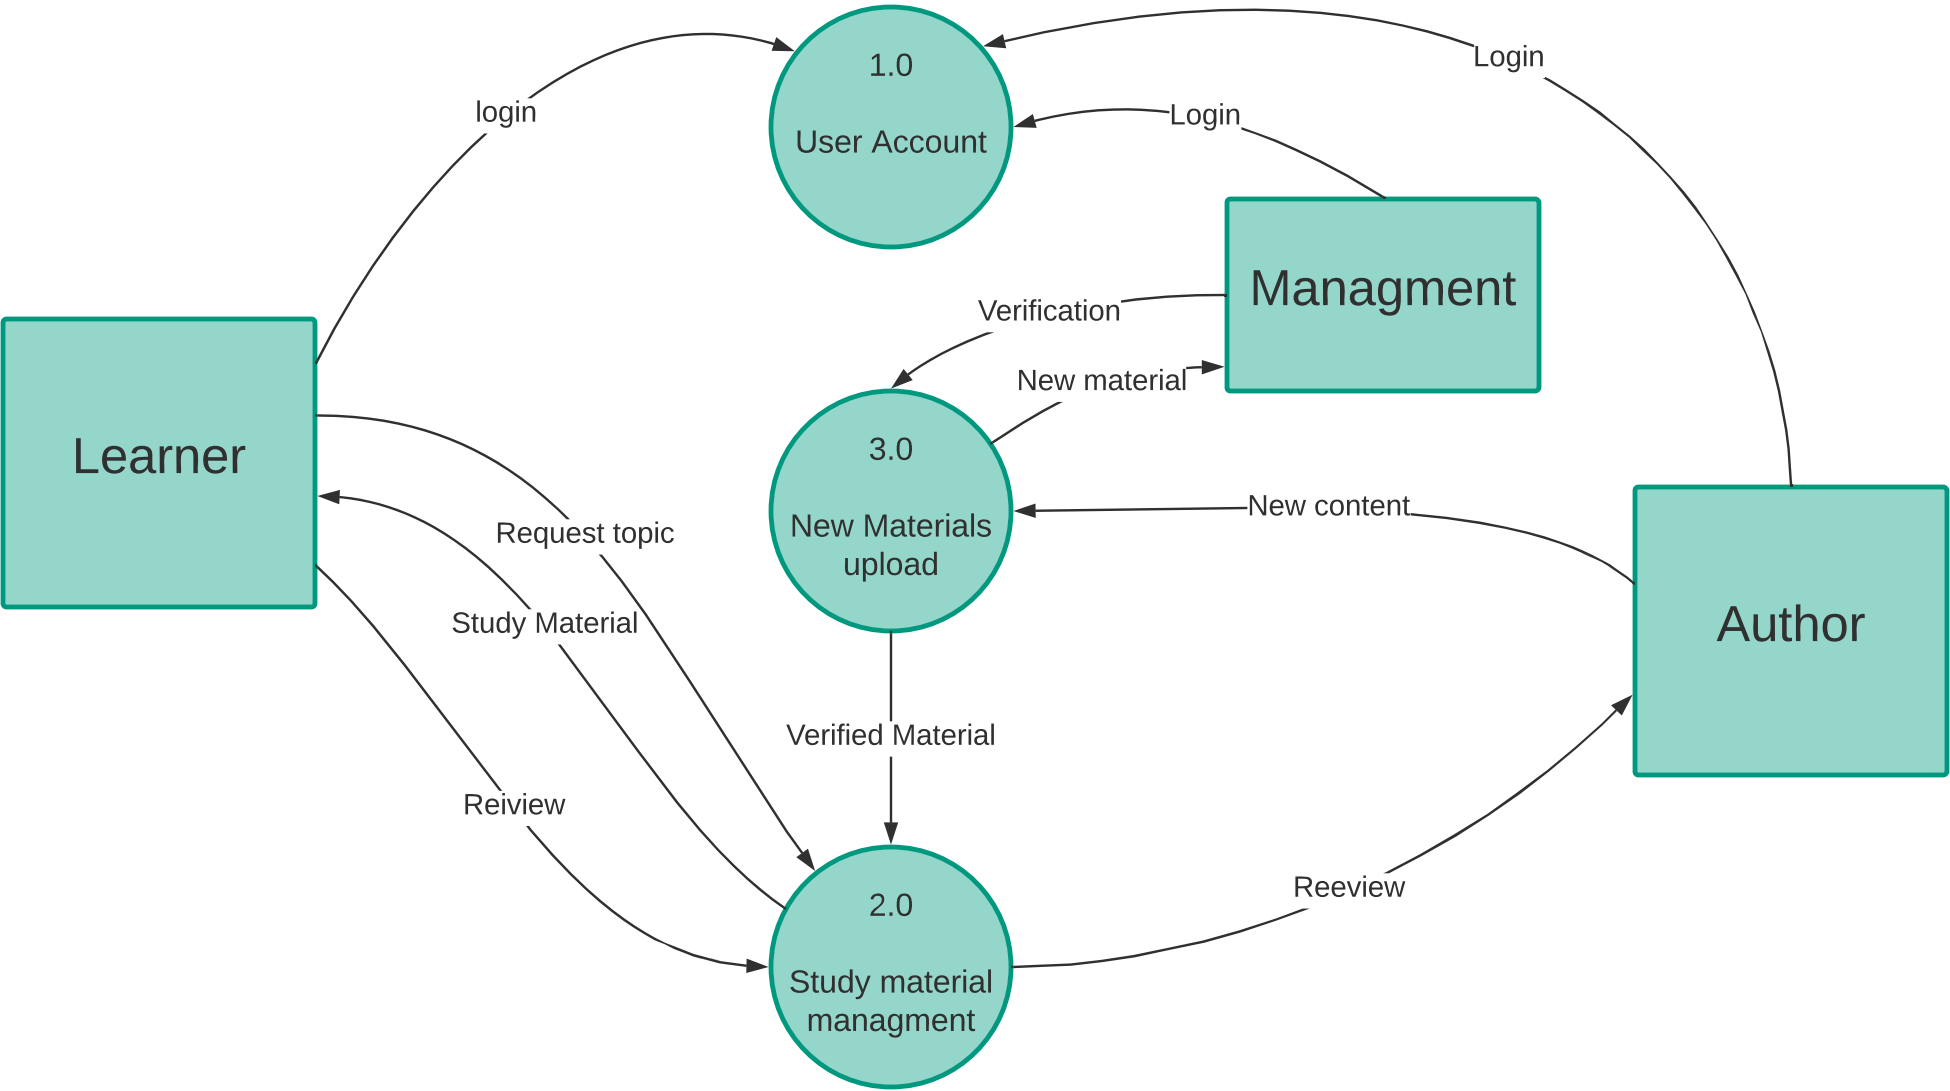 1.0
User Account
login
Login
Login
Managment
Verification
New material
Learner
3.0
New Materials
upload
New content
Request topic
Study Material
Author
Verified Material
Reiview
Reeview
2.0
Study material
managment